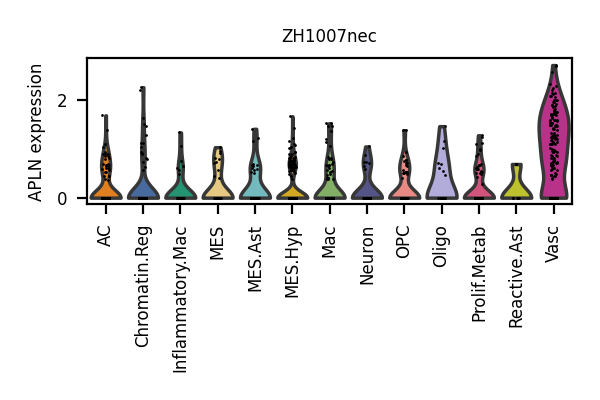 ZH1007nec
APLN expression
2
0
AC
Chromatin.Reg
Inflammatory.Mac
MES
MES.Ast
MES.Hyp
Mac
Neuron
OPC
Oligo
Prolif.Metab
Reactive.Ast
Vasc